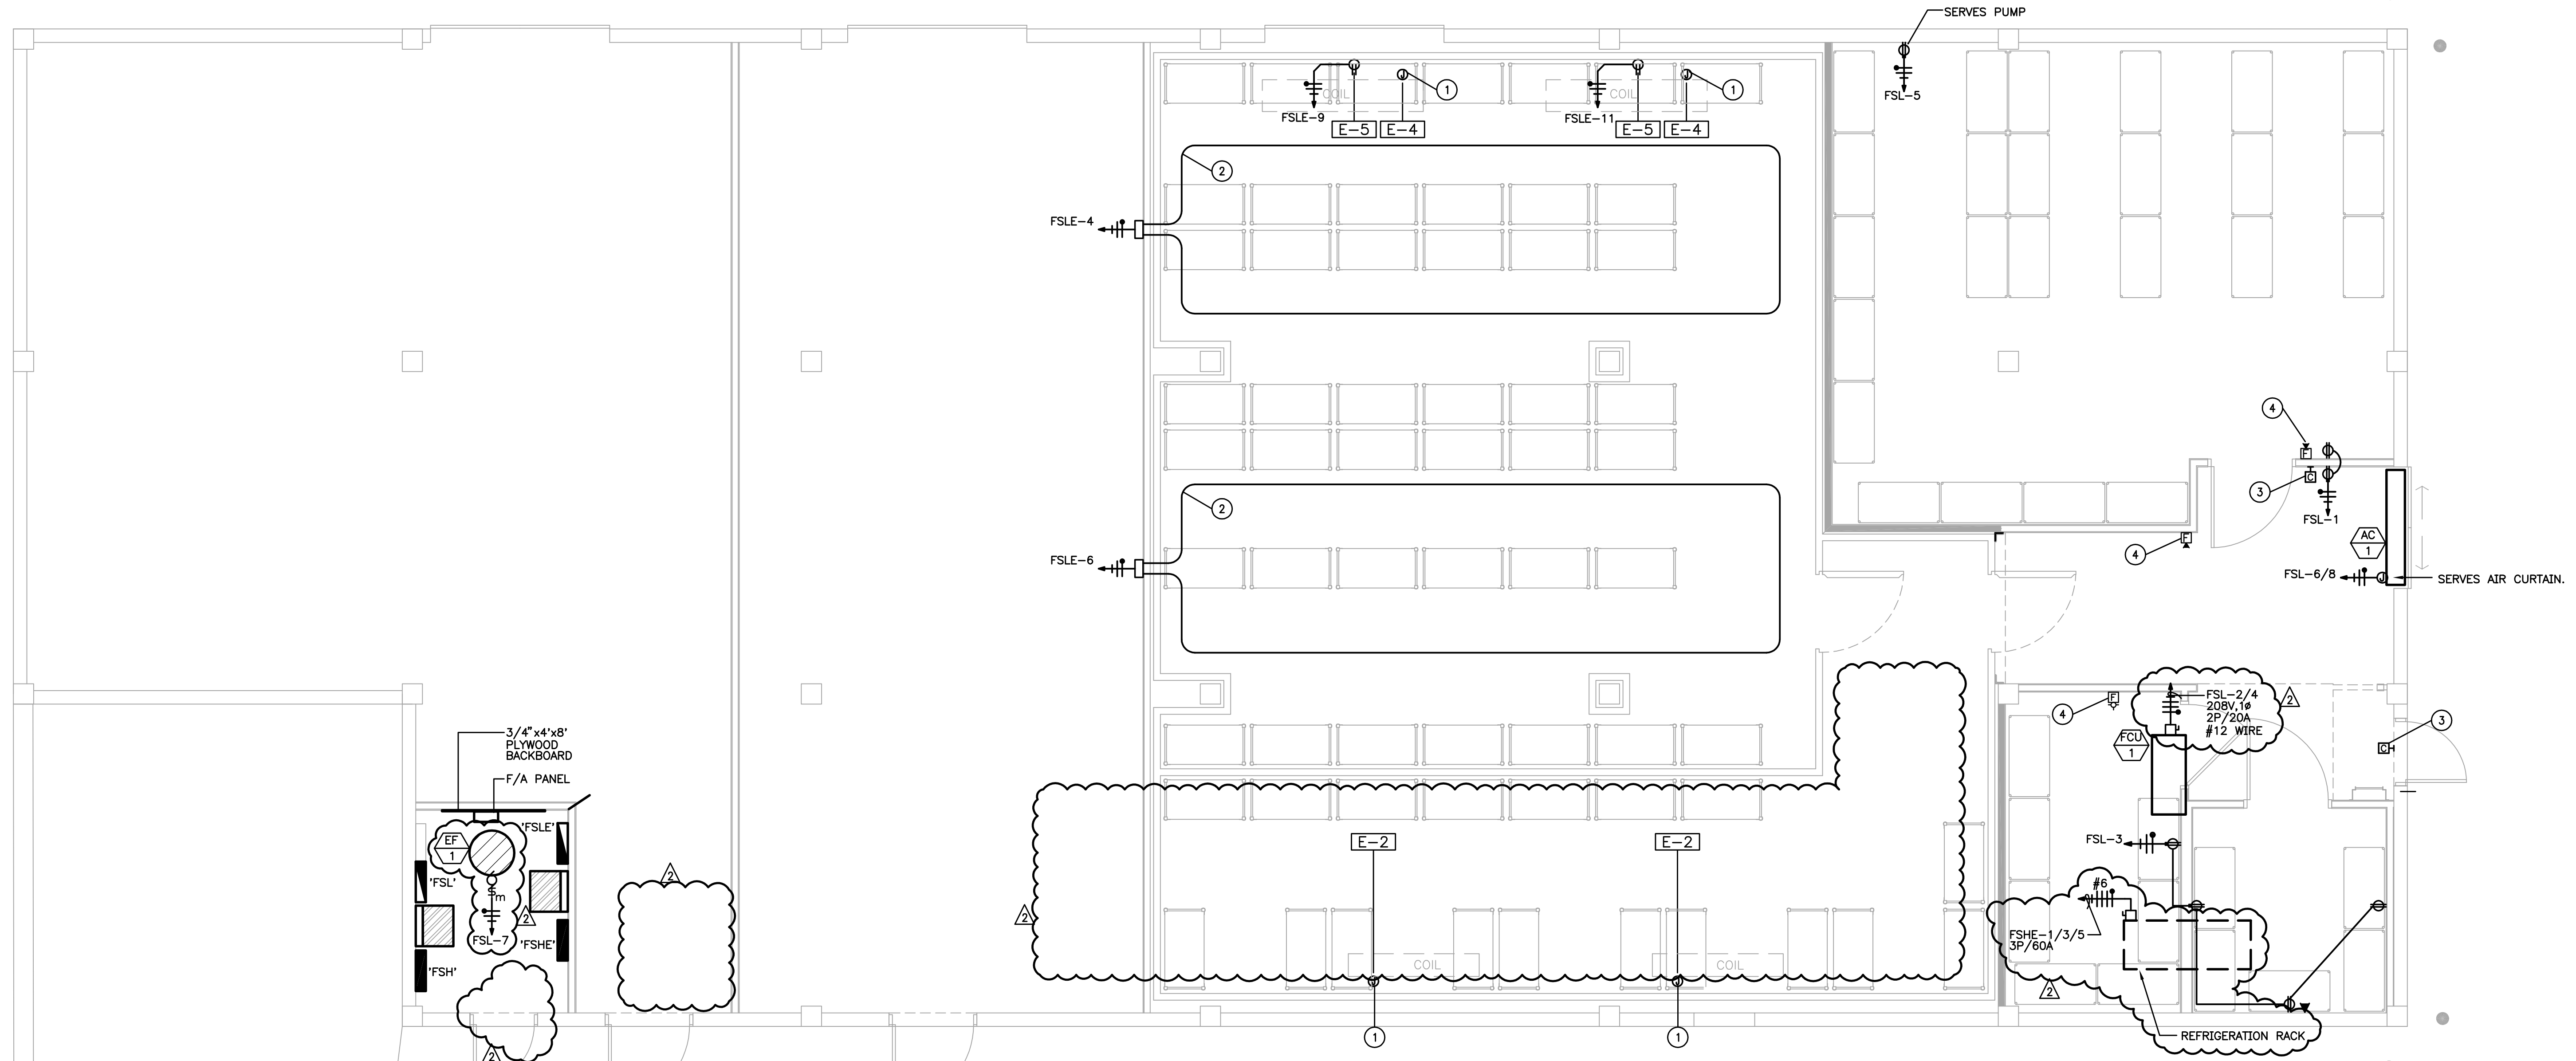 SERVES PUMP
FSL-5
COIL
COIL
1
1
FSLE-9
E-5
E-4
FSLE-11
E-5
E-4
2
FSLE-4
4
F
C
3
FSL-1
2
FSLE-6
F
4
AC
1
FSL-6/8
SERVES AIR CURTAIN.
F
4
FSL-2/4
208V,1ø
2P/20A
#12 WIRE
2
FCU
1
3
C
3/4"x4'x8'
PLYWOOD
BACKBOARD
F/A PANEL
'FSLE'
EF
1
'FSL'
$m
2
FSL-7
'FSHE'
'FSH'
2
2
2
E-2
E-2
COIL
COIL
1
1
FSL-3
#6
FSHE-1/3/5
3P/60A
2
REFRIGERATION RACK
J
J
J
J
J